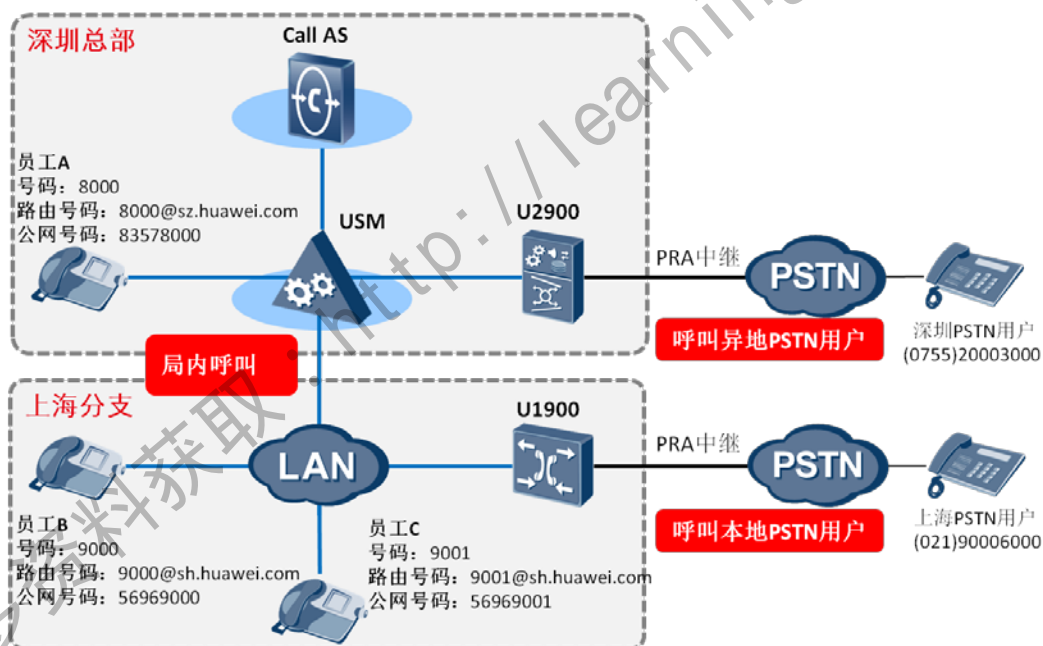 深圳总部
Call AS
员工A
号码：8000
路由号码：8000@sz.huawei.com
公网号码：83578000
USM
U2900
PRA中继
PSTN
呼叫异地PSTN用户
深圳PSTN用户
(0755)20003000
局内呼叫
上海分支
LAN
U1900
PRA中继
PSTN
呼叫本地PSTN用户
上海PSTN用户
(021)90006000
员工B
号码：9000
路由号码：9000@sh.huawei.com
公网号码：56969000
员工C
号码：9001
路由号码：9001@sh.huawei.com
公网号码：56969001
资料获取：http://learning